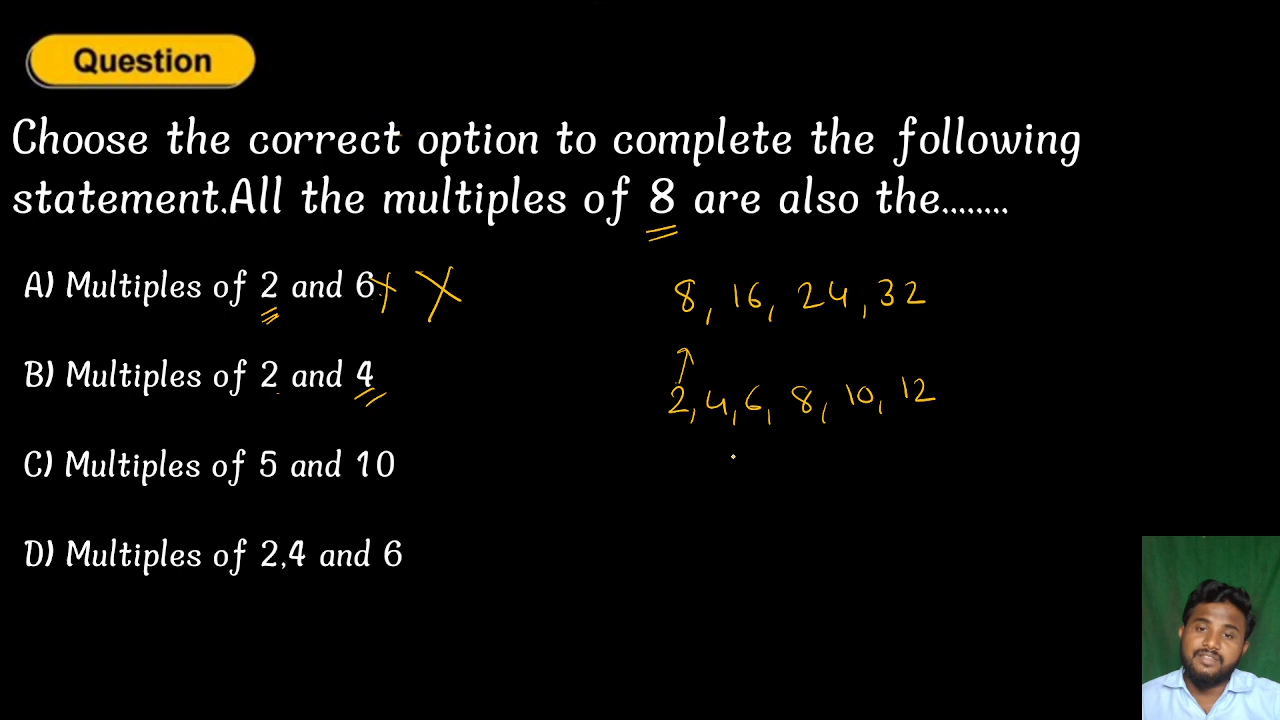 Question
Choose the correct option to complete the following
statement.All the multiples of 8 are also the........
A) Multiples of 2 and 6
8, 16, 24, 32
B) Multiples of 2 and 4
2, 4, 6, 8, 10, 12
C) Multiples of 5 and 10
D) Multiples of 2,4 and 6